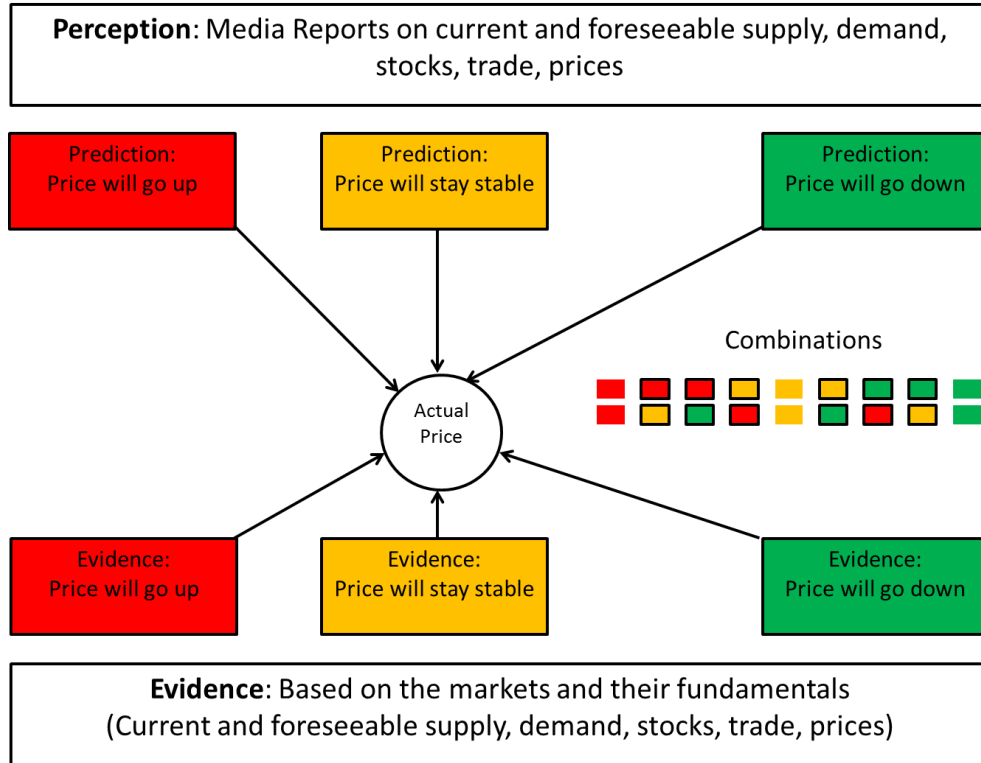 Perception: Media Reports on current and foreseeable supply, demand,
stocks, trade, prices
Prediction:
Price will go up
Prediction:
Price will stay stable
Prediction:
Price will go down
Combinations
Actual
Price
Evidence:
Price will go up
Evidence:
Price will stay stable
Evidence:
Price will go down
Evidence: Based on the markets and their fundamentals
(Current and foreseeable supply, demand, stocks, trade, prices)